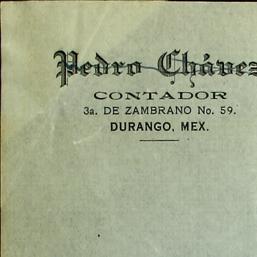 Pedro Chávez
CONTADOR
3a. DE ZAMBRANO No. 59.
DURANGO, MEX.